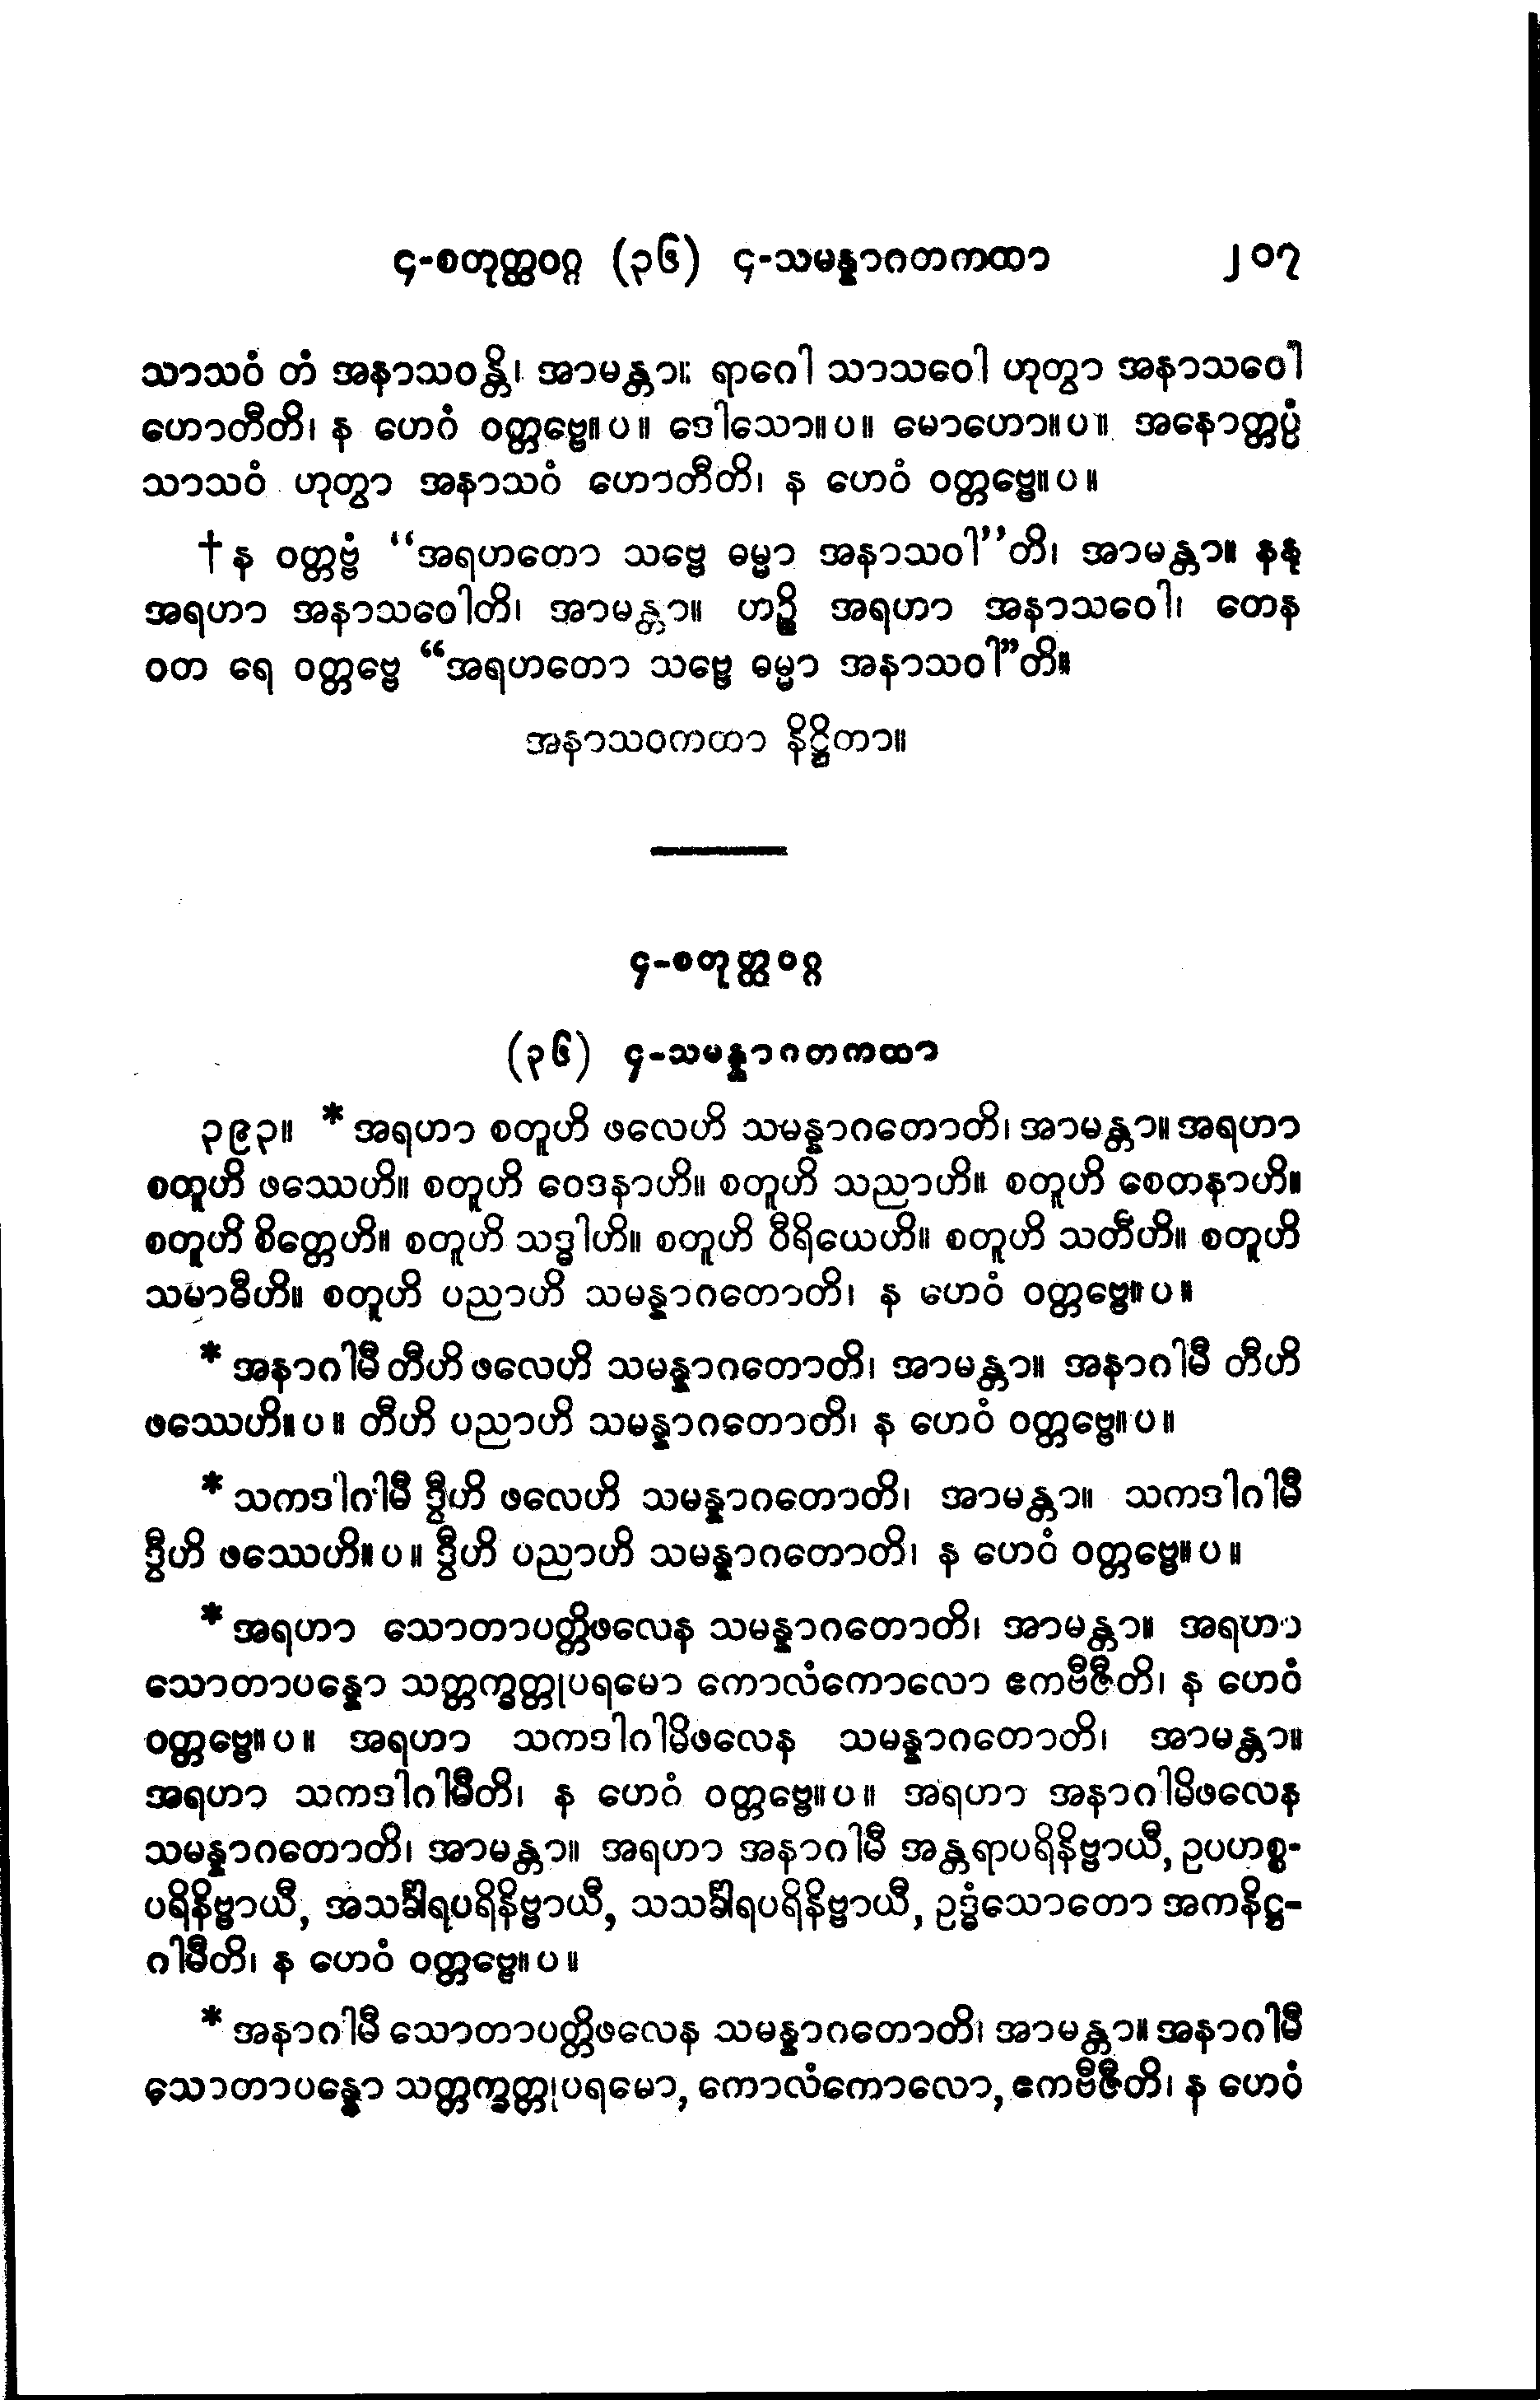 ၄-စတုတ္ထဝဂ္ဂ (၃၆) ၄-သမန္နာဂတကထာ ၂၀၇
သာသဝံ တံ အနာသဝန္တိ၊ အာမန္တာ။ ရာဂေါ သာသဝေါ ဟုတွာ အနာသဝေါ
ဟောတီတိ၊ န ဟေဝံ ဝတ္တဗ္ဗေ။ပ။ ဒေါသော။ပ။ မောဟော။ပ။ အနောတ္တပ္ပံ
သာသဝံ ဟုတွာ အနာသဝံ ဟောတီတိ၊ န ဟေဝံ ဝတ္တဗ္ဗေ။ပ။
†န ဝတ္တဗ္ဗံ “အရဟတော သဗ္ဗေ ဓမ္မာ အနာသဝါ”တိ၊ အာမန္တာ။ နနု
အရဟာ အနာသဝေါတိ၊ အာမန္တာ။ ဟဉ္စိ အရဟာ အနာသဝေါ၊ တေန
ဝတ ရေ ဝတ္တဗ္ဗေ “အရဟတော သဗ္ဗေ ဓမ္မာ အနာသဝါ”တိ။
အနာသဝကထာ နိဋ္ဌိတာ။
၄-စတုတ္ထဝဂ္ဂ
(၃၆) ၄-သမန္နာဂတကထာ
၃၉၃။ *အရဟာ စတူဟိ ဖလေဟိ သမန္နာဂတောတိ၊ အာမန္တာ။ အရဟာ
စတူဟိ ဖဿေဟိ။ စတူဟိ ဝေဒနာဟိ။ စတူဟိ သညာဟိ။ စတူဟိ စေတနာဟိ။
စတူဟိ စိတ္တေဟိ။ စတူဟိ သဒ္ဓါဟိ။ စတူဟိ ဝီရိယေဟိ။ စတူဟိ သတီဟိ။ စတူဟိ
သမာဓီဟိ။ စတူဟိ ပညာဟိ သမန္နာဂတောတိ၊ န ဟေဝံ ဝတ္တဗ္ဗေ။ပ။
*အနာဂါမီ တီဟိ ဖလေဟိ သမန္နာဂတောတိ၊ အာမန္တာ။ အနာဂါမီ တီဟိ
ဖဿေဟိ။ပ။ တီဟိ ပညာဟိ သမန္နာဂတောတိ၊ န ဟေဝံ ဝတ္တဗ္ဗေ။ပ။
*သကဒါဂါမီ ဒွီဟိ ဖလေဟိ သမန္နာဂတောတိ၊ အာမန္တာ။ သကဒါဂါမီ
ဒွီဟိ ဖဿေဟိ။ပ။ ဒွီဟိ ပညာဟိ သမန္နာဂတောတိ၊ န ဟေဝံ ဝတ္တဗ္ဗေ။ပ။
*အရဟာ သောတာပတ္တိဖလေန သမန္နာဂတောတိ၊ အာမန္တာ။ အရဟာ
သောတာပန္နော သတ္တက္ခတ္တုပရမော ကောလံကောလော ဧကဗီဇီတိ၊ န ဟေဝံ
ဝတ္တဗ္ဗေ။ပ။ အရဟာ သကဒါဂါမိဖလေန သမန္နာဂတောတိ၊ အာမန္တာ။
အရဟာ သကဒါဂါမီတိ၊ န ဟေဝံ ဝတ္တဗ္ဗေ။ပ။ အရဟာ အနာဂါမိဖလေန
သမန္နာဂတောတိ၊ အာမန္တာ။ အရဟာ အနာဂါမီ အန္တရာပရိနိဗ္ဗာယီ, ဥပဟစ္စ-
ပရိနိဗ္ဗာယီ, အသင်္ခါရပရိနိဗ္ဗာယီ, သသင်္ခါရပရိနိဗ္ဗာယီ, ဥဒ္ဓံသောတော အကနိဋ္ဌ-
ဂါမီတိ၊ န ဟေဝံ ဝတ္တဗ္ဗေ။ပ။
*အနာဂါမီ သောတာပတ္တိဖလေန သမန္နာဂတောတိ၊ အာမန္တာ။ အနာဂါမီ
သောတာပန္နော သတ္တက္ခတ္တုပရမော, ကောလံကောလော, ဧကဗီဇီတိ၊ န ဟေဝံ